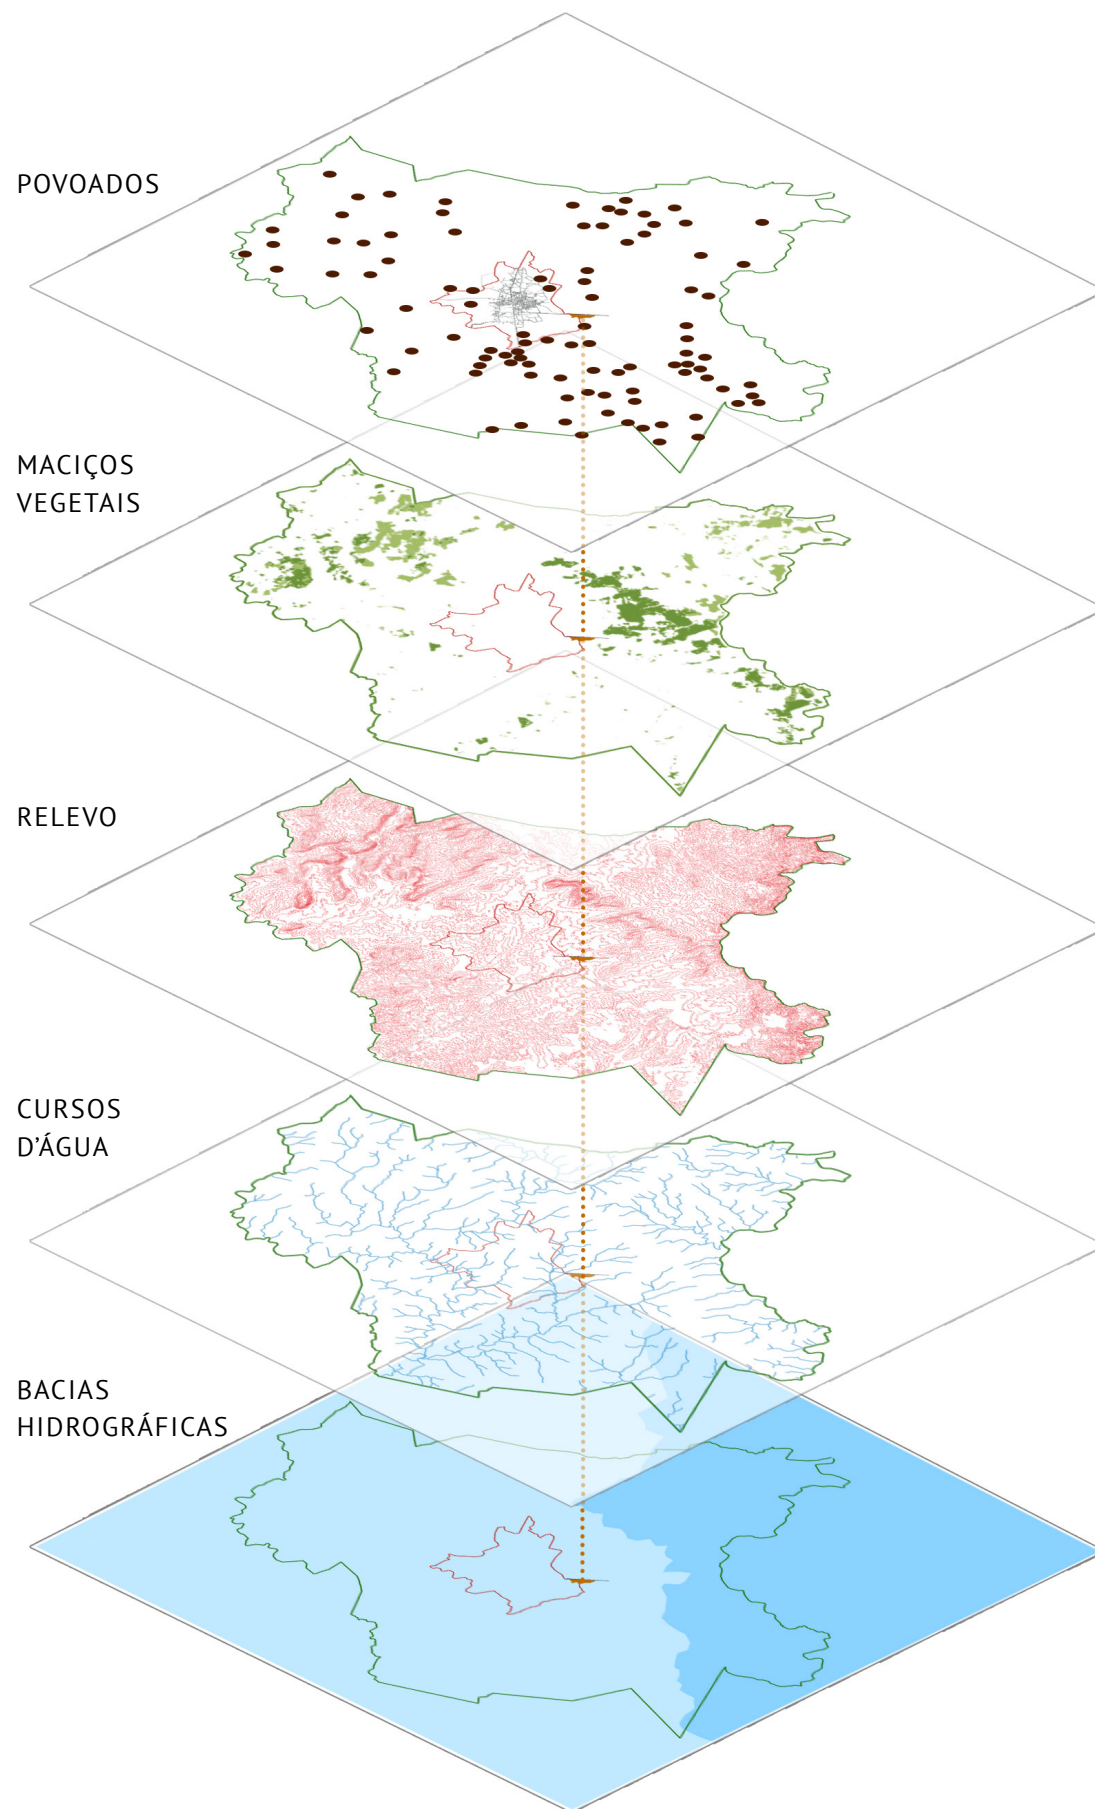 POVOADOS
MACIÇOS
VEGETAIS
RELEVO
CURSOS
D’ÁGUA
BACIAS
HIDROGRÁFICAS